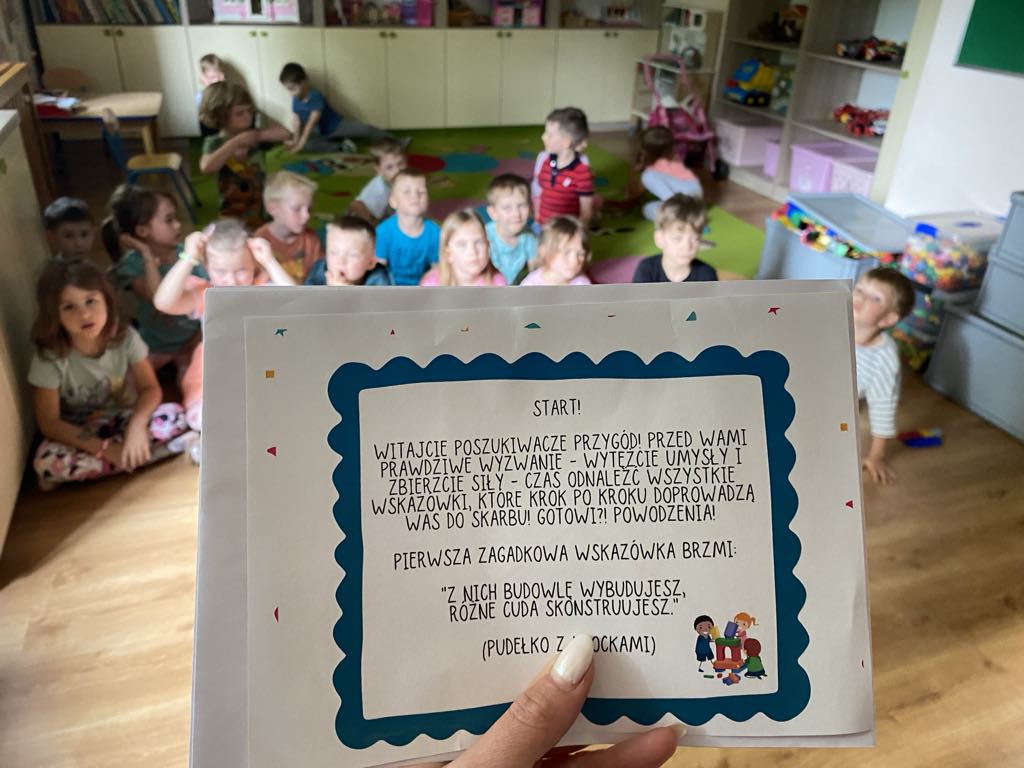 START!
WITAJCIE POSZUKIWACZE PRZYGÓD! PRZED WAMI
PRAWDZIWE WYZWANIE - WYTĘŻCIE UMYSŁY I
ZBIERZCIE SIŁY - CZAS ODNALEŹĆ WSZYSTKIE
WSKAZÓWKI, KTÓRE KROK PO KROKU DOPROWADZĄ
WAS DO SKARBU! GOTOWI?! POWODZENIA!
PIERWSZA ZAGADKOWA WSKAZÓWKA BRZMI:
"Z NICH BUDOWLĘ WYBUDUJESZ,
RÓŻNE CUDA SKONSTRUUJESZ."
(PUDEŁKO Z